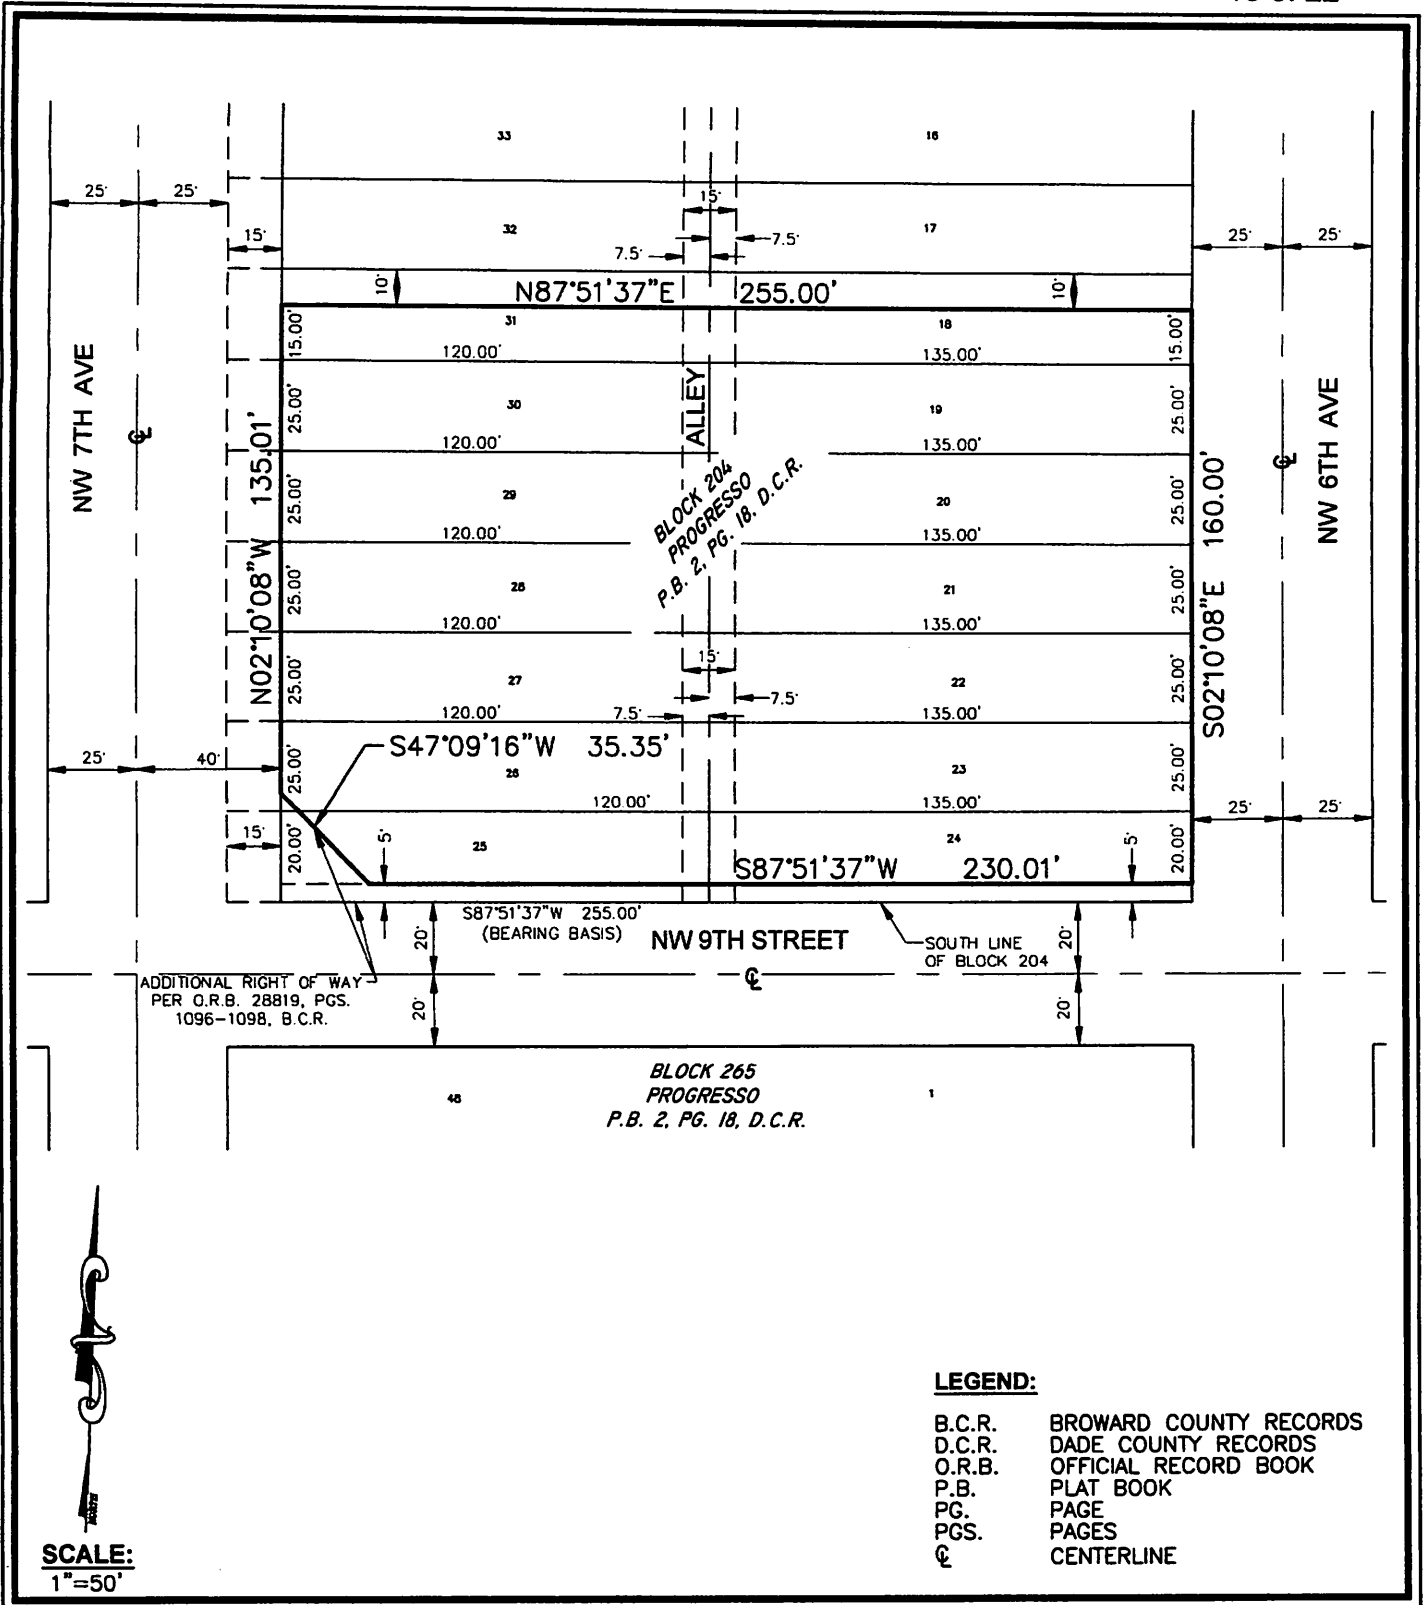 33
16
25'
25'
15'
32
17
15'
7.5'
7.5'
25'
25'
10'
N87°51'37"E 255.00'
10'
15.00'
31
18
15.00'
120.00'
135.00'
NW 7TH AVE
25.00'
30
ALLEY
19
25.00'
NW 6TH AVE
120.00'
135.00'
N02°10'08"W 135.01'
25.00'
29
BLOCK 204
PROGRESSO
P.B. 2, PG. 18, D.C.R.
20
25.00'
S02°10'08"E 160.00'
120.00'
135.00'
25.00'
28
21
25.00'
120.00'
135.00'
25.00'
27
15'
22
25.00'
7.5'
120.00'
7.5'
135.00'
S47°09'16"W 35.35'
25'
40'
25.00'
26
23
25.00'
120.00'
135.00'
25'
25'
15'
20.00'
5'
25
24
5'
20.00'
S87°51'37"W 230.01'
S87°51'37"W 255.00'
(BEARING BASIS)
20'
NW 9TH STREET
SOUTH LINE
OF BLOCK 204
20'
ADDITIONAL RIGHT OF WAY
PER O.R.B. 28819, PGS.
1096-1098, B.C.R.
20'
20'
BLOCK 265
PROGRESSO
P.B. 2, PG. 18, D.C.R.
48
1
NORTH
SCALE:
1"=50'
LEGEND:
B.C.R. BROWARD COUNTY RECORDS
D.C.R. DADE COUNTY RECORDS
O.R.B. OFFICIAL RECORD BOOK
P.B. PLAT BOOK
PG. PAGE
PGS. PAGES
℄ CENTERLINE